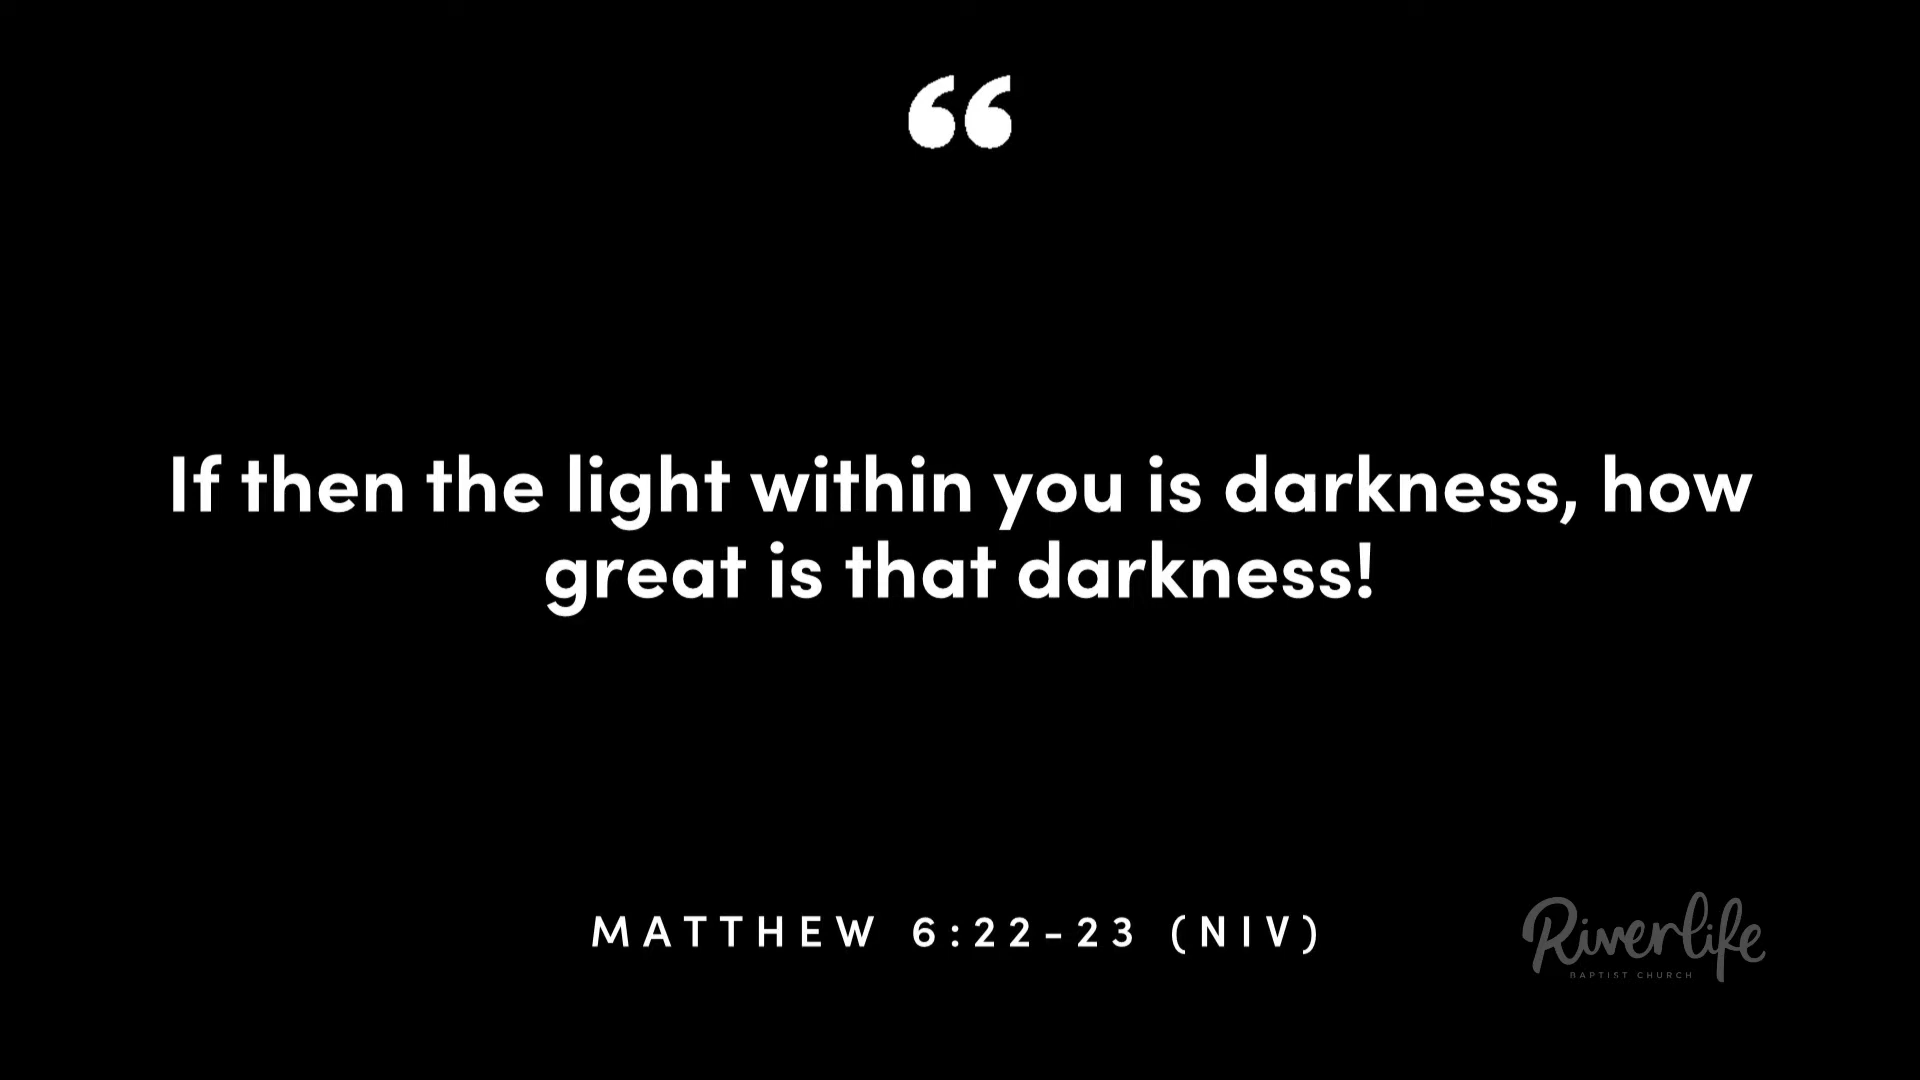 “
If then the light within you is darkness, how
great is that darkness!
MATTHEW 6:22-23 (NIV)
Riverlife
BAPTIST CHURCH